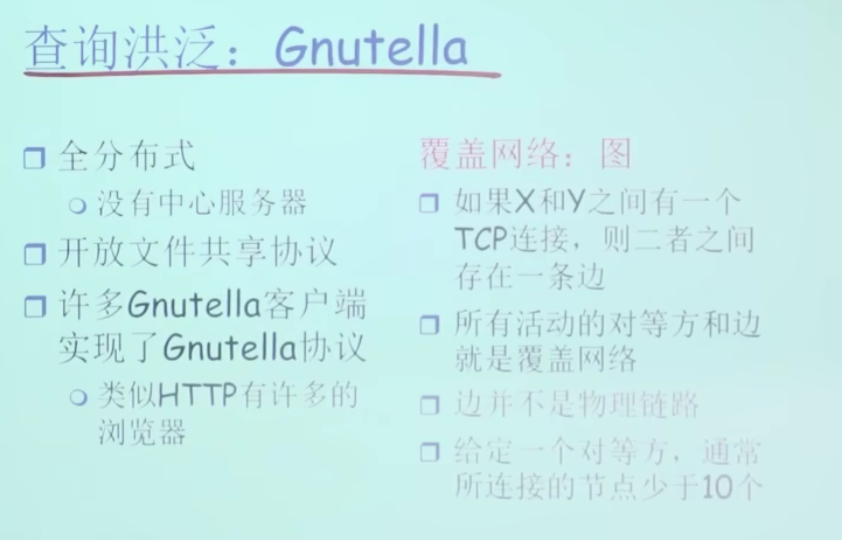 查询洪泛：Gnutella
全分布式
没有中心服务器
开放文件共享协议
许多Gnutella客户端
实现了Gnutella协议
类似HTTP有许多的
浏览器
覆盖网络：图
如果X和Y之间有一个
TCP连接，则二者之间
存在一条边
所有活动的对等方和边
就是覆盖网络
边并不是物理链路
给定一个对等方，通常
所连接的节点少于10个